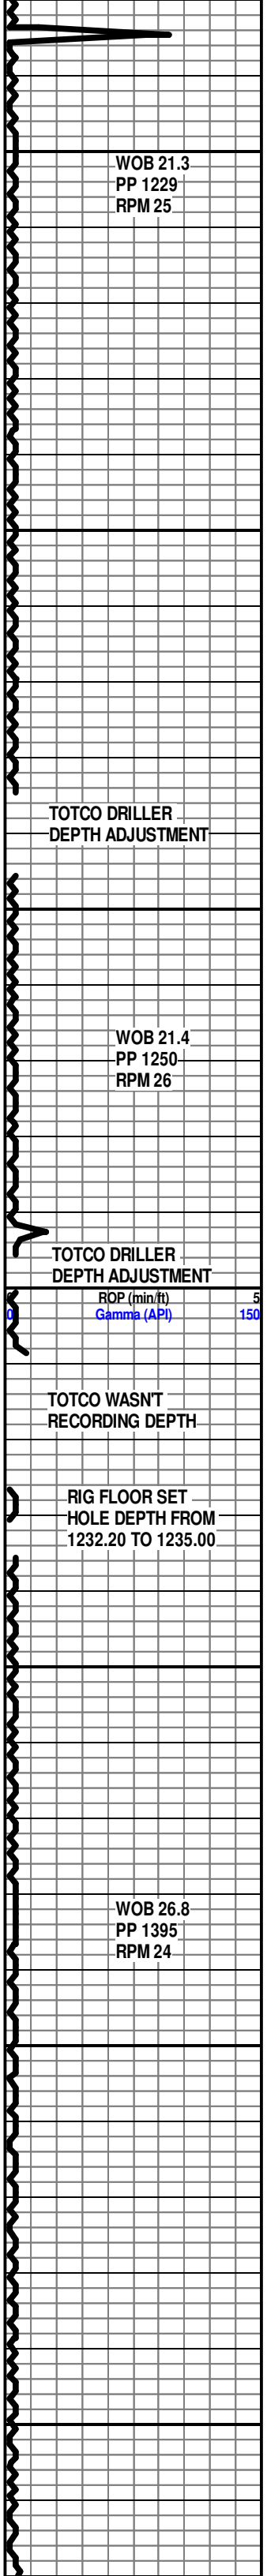 WOB 21.3
PP 1229
RPM 25
TOTCO DRILLER
DEPTH ADJUSTMENT
WOB 21.4
PP 1250
RPM 26
TOTCO DRILLER
DEPTH ADJUSTMENT
0 ROP (min/ft) 5
0 Gamma (API) 150
TOTCO WASN'T
RECORDING DEPTH
RIG FLOOR SET
HOLE DEPTH FROM
1232.20 TO 1235.00
WOB 26.8
PP 1395
RPM 24